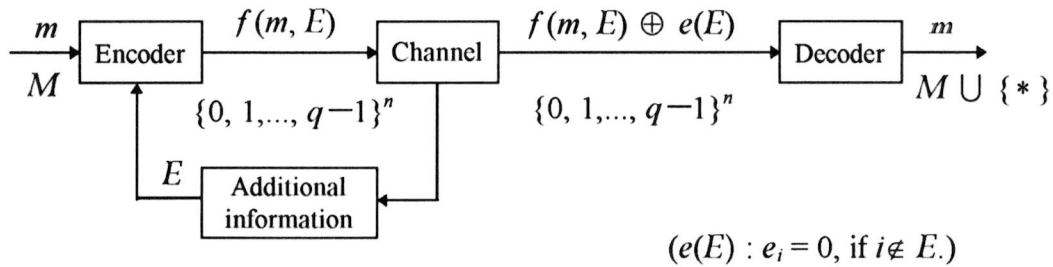 m
Encoder
f(m, E)
Channel
f(m, E) ⊕ e(E)
Decoder
m
M
{0, 1,..., q−1}ⁿ
{0, 1,..., q−1}ⁿ
M ∪ {*}
E
Additional
information
(e(E) : eᵢ = 0, if i∉ E.)